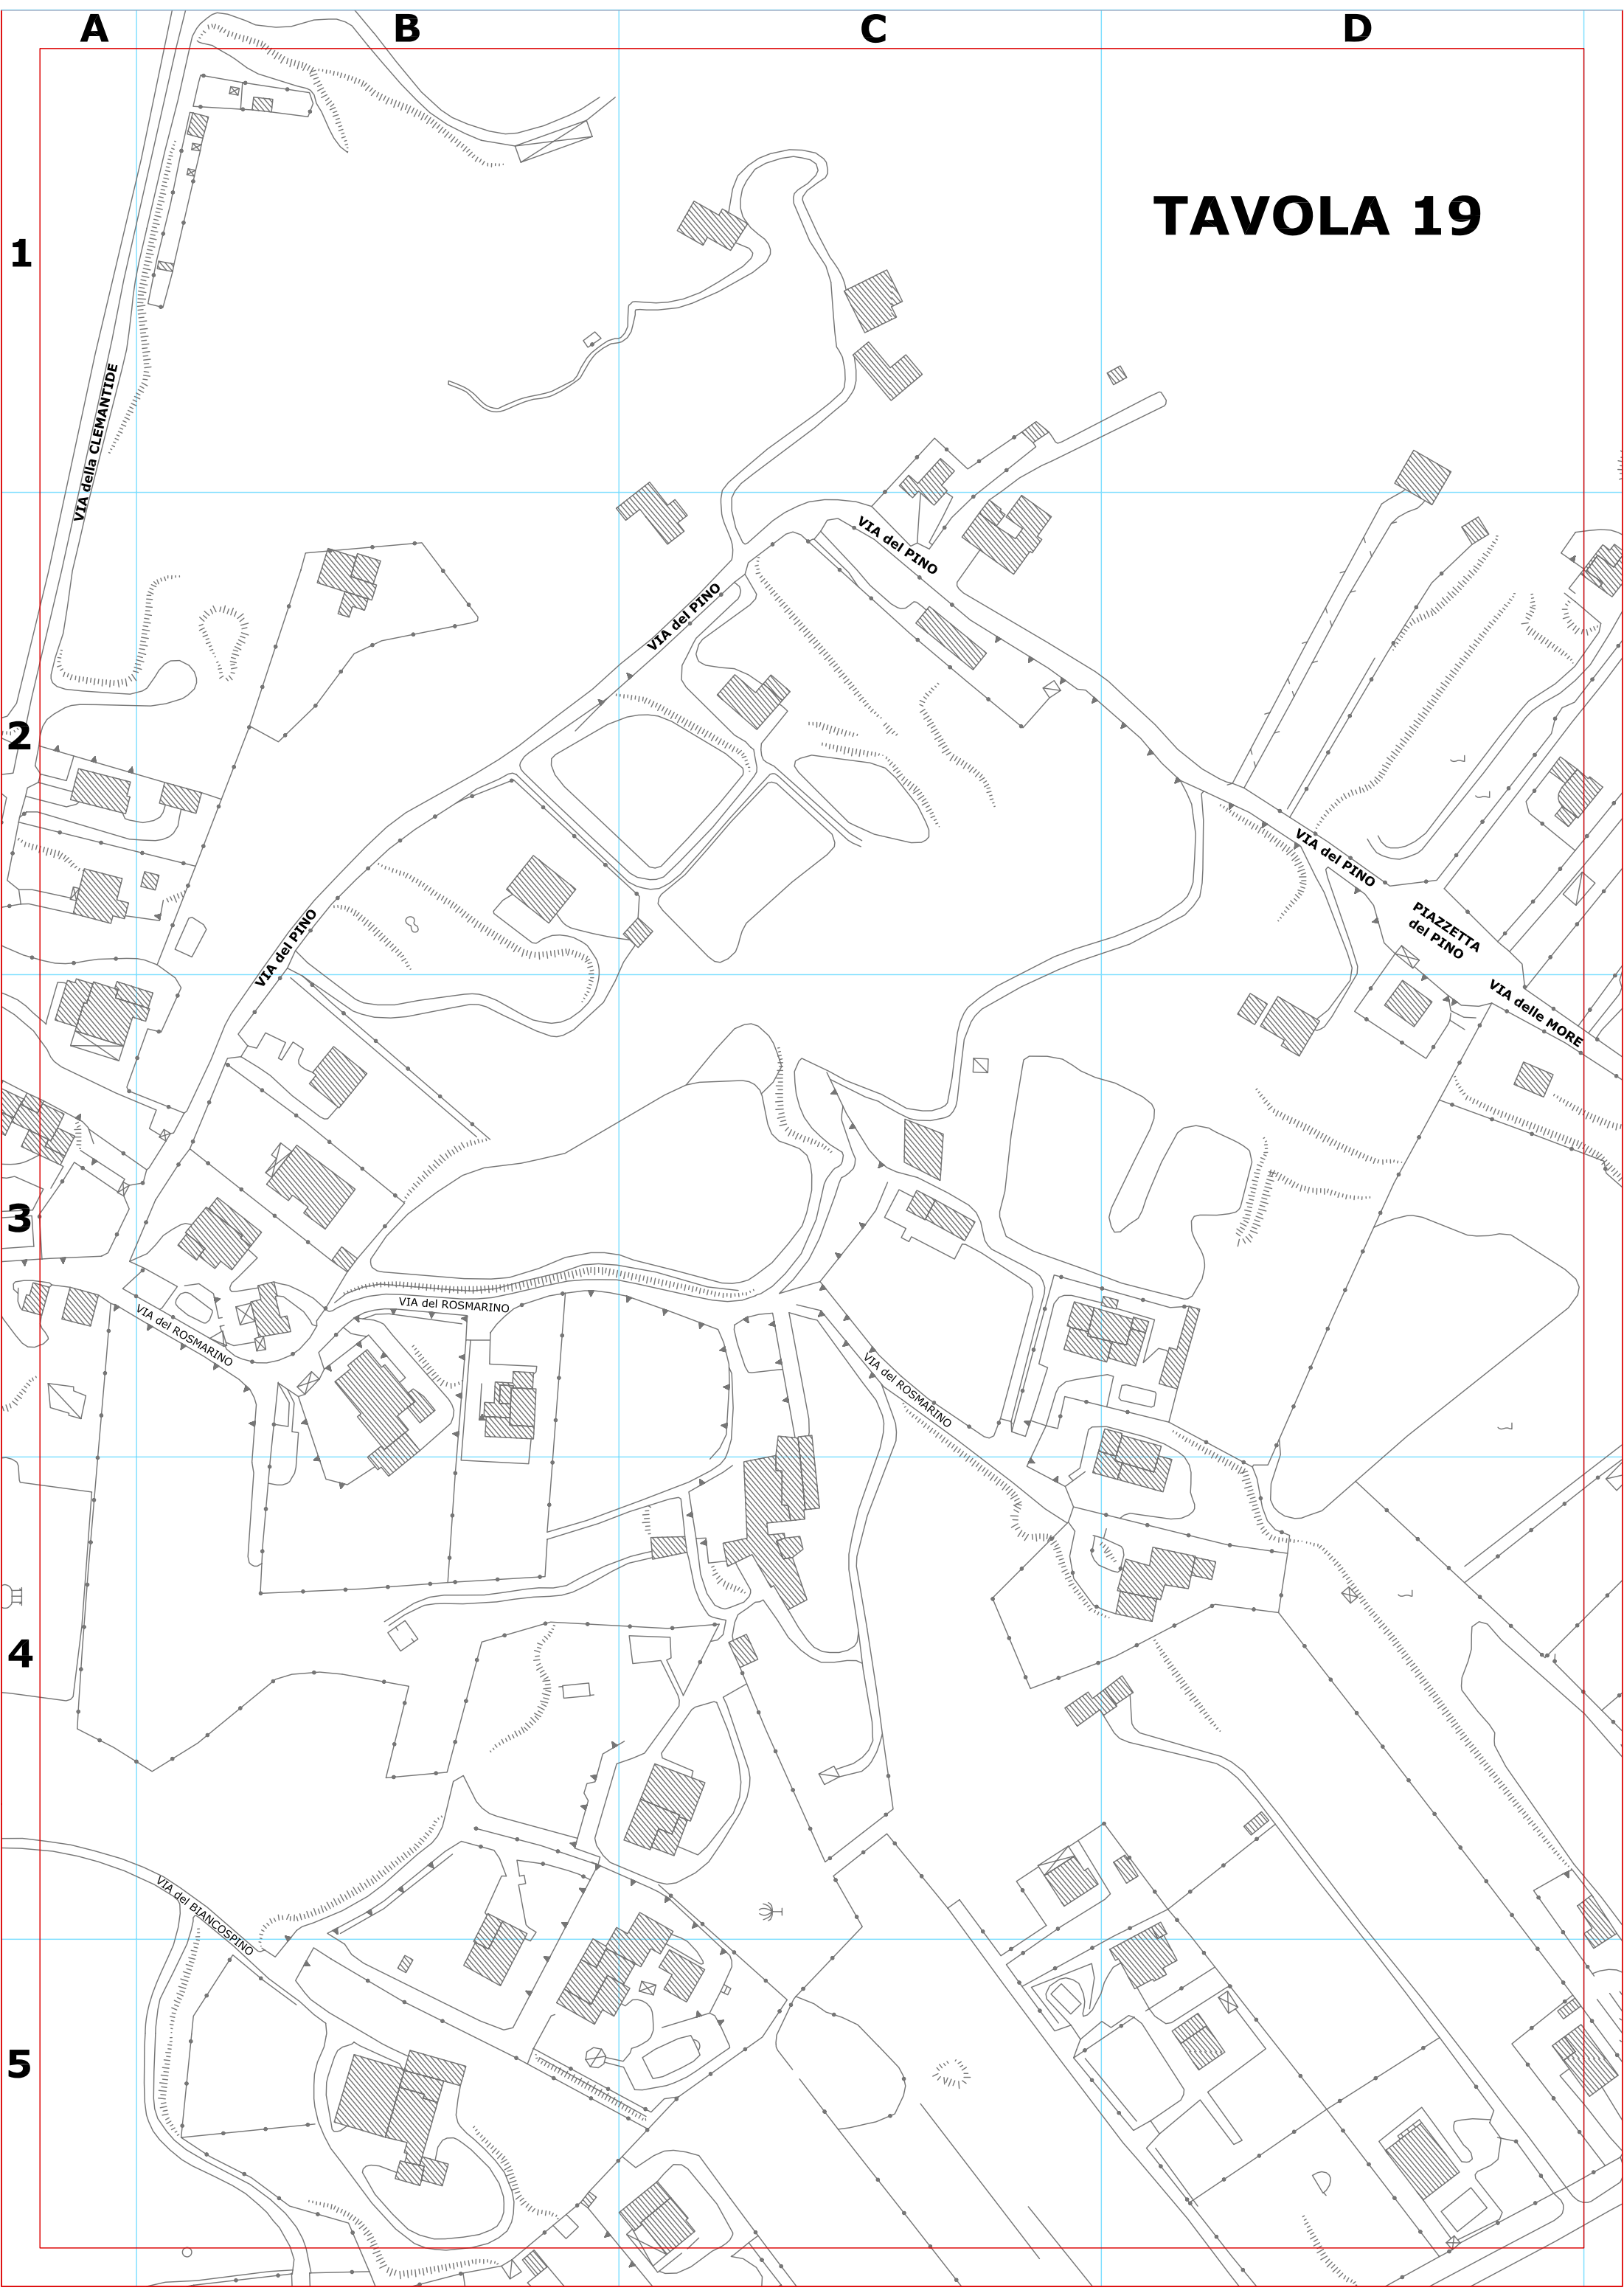 A B C D
TAVOLA 19
1
VIA della CLEMANTIDE
VIA del PINO
VIA del PINO
2
VIA del PINO
PIAZZETTA
del PINO
VIA del PINO
VIA delle MORE
3
VIA del ROSMARINO
VIA del ROSMARINO
VIA del ROSMARINO
4
VIA del BIANCOSPINO
5